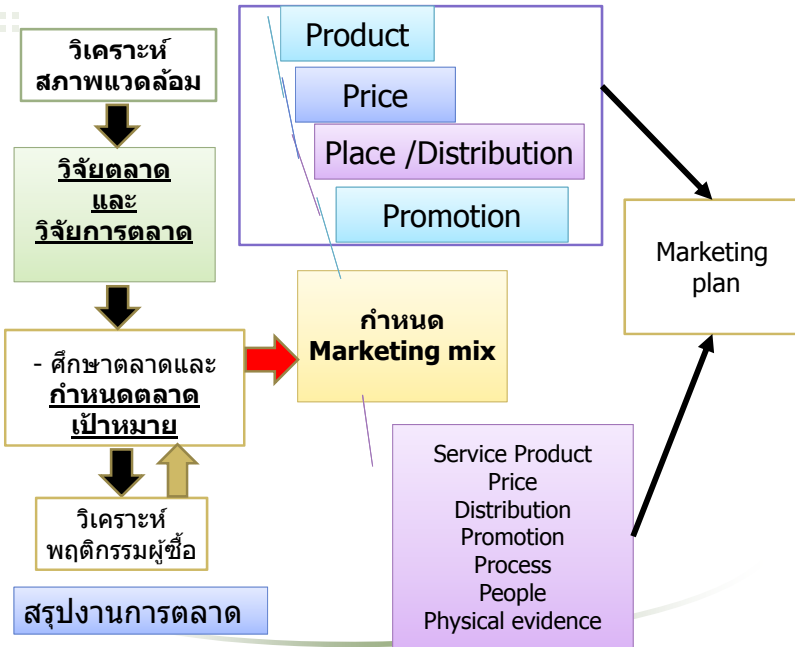 วิเคราะห์
สภาพแวดล้อม
วิจัยตลาด
และ
วิจัยการตลาด
- ศึกษาตลาดและ
กำหนดตลาด
เป้าหมาย
วิเคราะห์
พฤติกรรมผู้ซื้อ
สรุปงานการตลาด
Product
Price
Place /Distribution
Promotion
กำหนด
Marketing mix
Service Product
Price
Distribution
Promotion
Process
People
Physical evidence
Marketing
plan